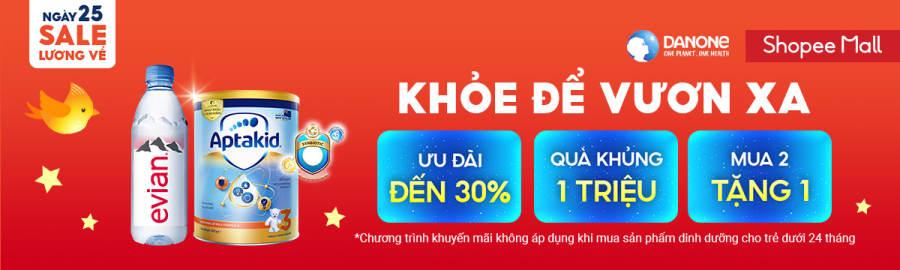 NGÀY 25
SALE
LƯƠNG VỀ
DANONE
ONE PLANET. ONE HEALTH
Shopee Mall
KHỎE ĐỂ VƯƠN XA
evian
Aptakid
SYNBIOTIC
3
ƯU ĐÃI
ĐẾN 30%
QUÀ KHỦNG
1 TRIỆU
MUA 2
TẶNG 1
*Chương trình khuyến mãi không áp dụng khi mua sản phẩm dinh dưỡng cho trẻ dưới 24 tháng